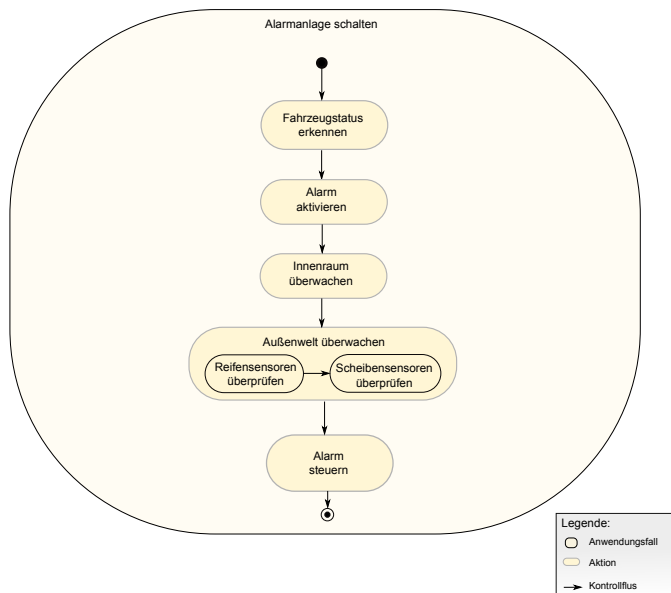 Alarmanlage schalten
Fahrzeugstatus
erkennen
Alarm
aktivieren
Innenraum
überwachen
Außenwelt überwachen
Reifensensoren
überprüfen
Scheibensensoren
überprüfen
Alarm
steuern
Legende:
Anwendungsfall
Aktion
Kontrollflus